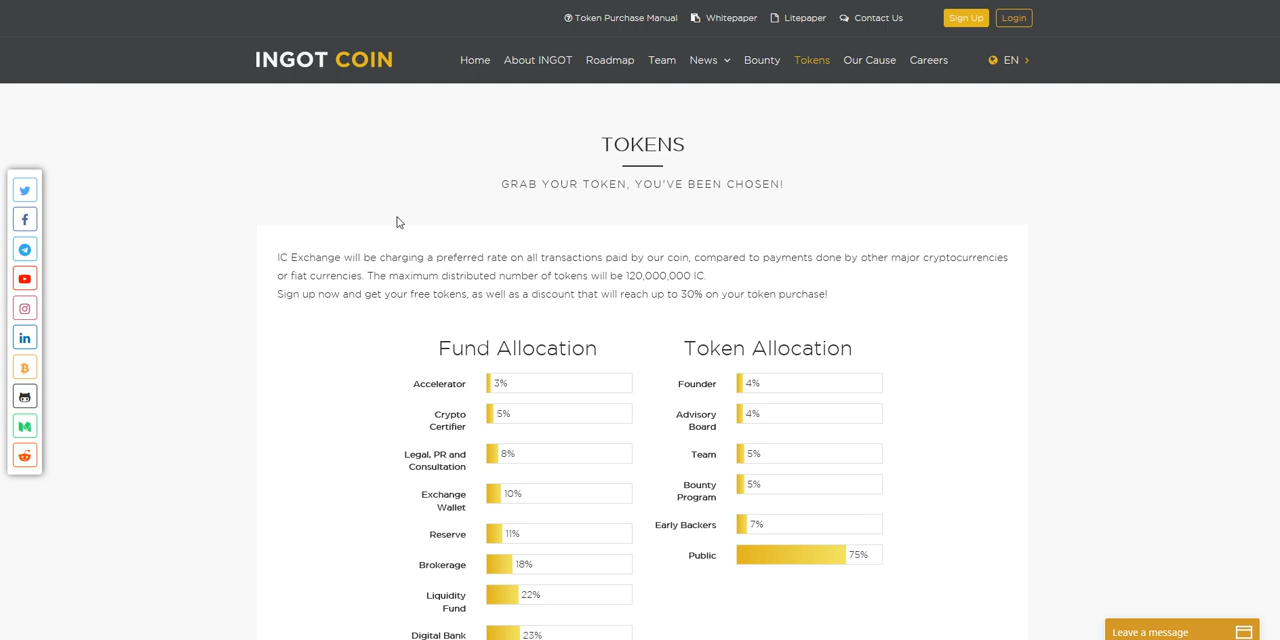 Token Purchase Manual Whitepaper Litepaper Contact Us Sign Up Login
INGOT COIN Home About INGOT Roadmap Team News Bounty Tokens Our Cause Careers EN
TOKENS
GRAB YOUR TOKEN, YOU'VE BEEN CHOSEN!
IC Exchange will be charging a preferred rate on all transactions paid by our coin, compared to payments done by other major cryptocurrencies
or fiat currencies. The maximum distributed number of tokens will be 120,000,000 IC.
Sign up now and get your free tokens, as well as a discount that will reach up to 30% on your token purchase!
Fund Allocation
Accelerator 3%
Crypto
Certifier 5%
Legal, PR and
Consultation 8%
Exchange
Wallet 10%
Reserve 11%
Brokerage 18%
Liquidity
Fund 22%
Digital Bank 23%
Token Allocation
Founder 4%
Advisory
Board 4%
Team 5%
Bounty
Program 5%
Early Backers 7%
Public 75%
Leave a message